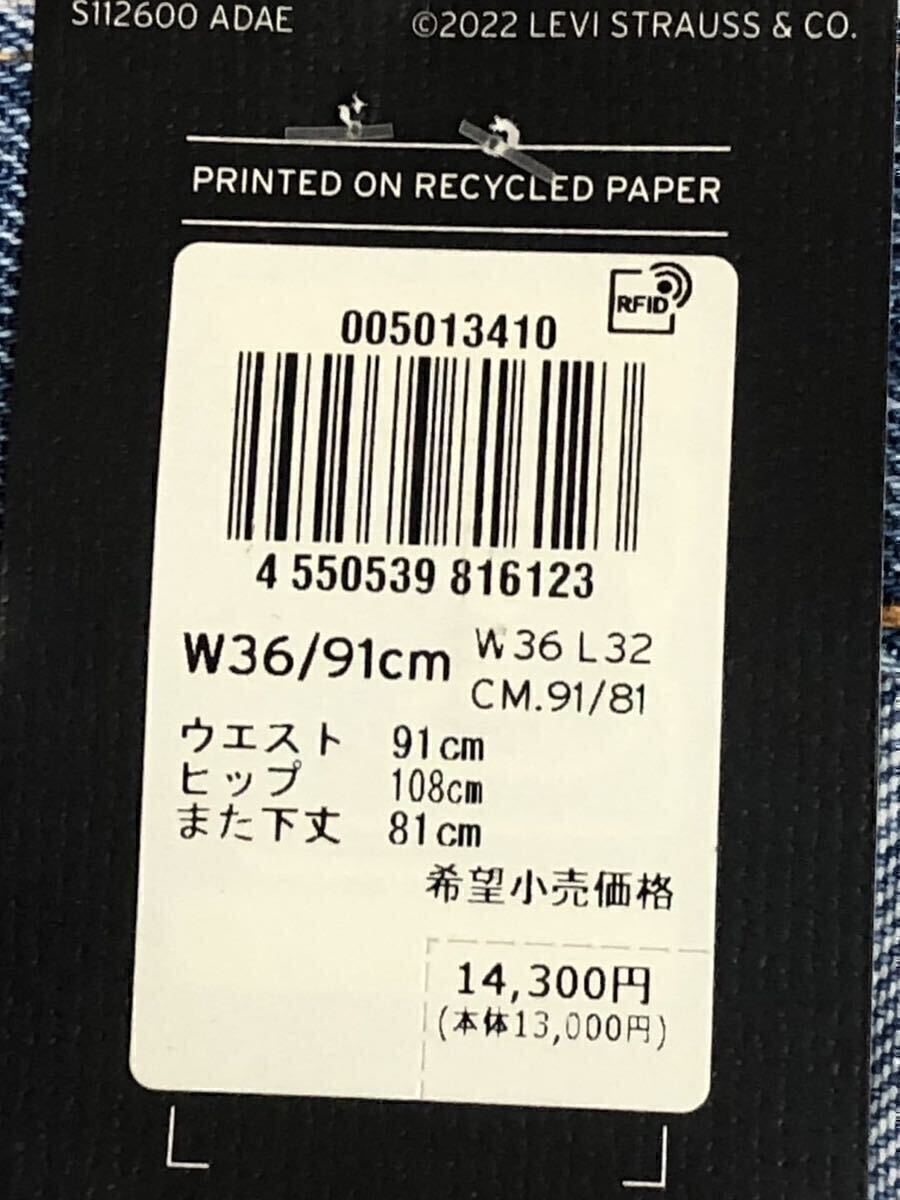 S112600 ADAE
©2022 LEVI STRAUSS & CO.
PRINTED ON RECYCLED PAPER
RFID
005013410
4 550539 816123
W36/91cm
W36 L32
CM.91/81
ウエスト 91cm
ヒップ 108cm
また下丈 81cm
希望小売価格
14,300円
(本体13,000円)